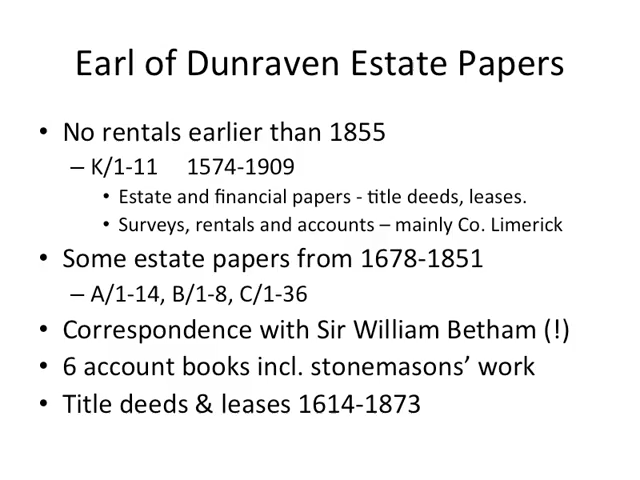 Earl of Dunraven Estate Papers
• No rentals earlier than 1855
– K/1-11 1574-1909
• Estate and financial papers - title deeds, leases.
• Surveys, rentals and accounts – mainly Co. Limerick
• Some estate papers from 1678-1851
– A/1-14, B/1-8, C/1-36
• Correspondence with Sir William Betham (!)
• 6 account books incl. stonemasons’ work
• Title deeds & leases 1614-1873